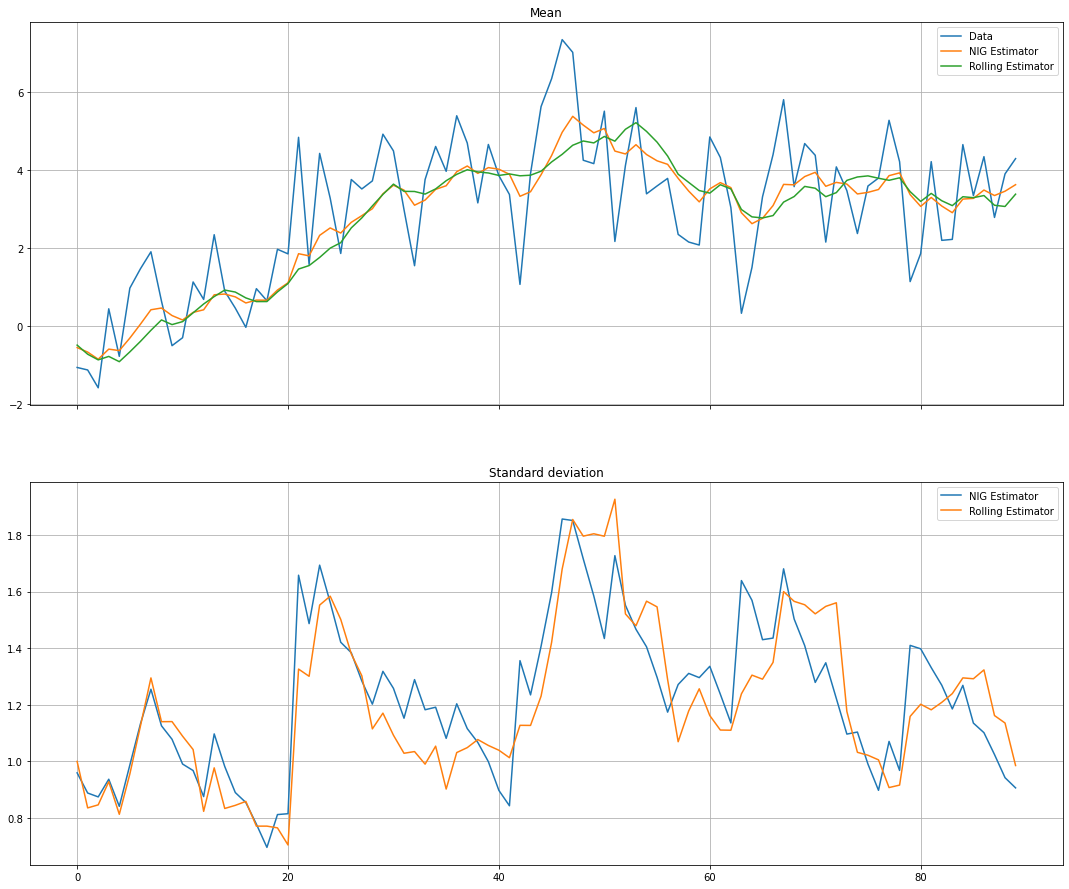 Mean
Data
NIG Estimator
Rolling Estimator
6
4
2
0
−2
Standard deviation
NIG Estimator
Rolling Estimator
1.8
1.6
1.4
1.2
1.0
0.8
0 20 40 60 80